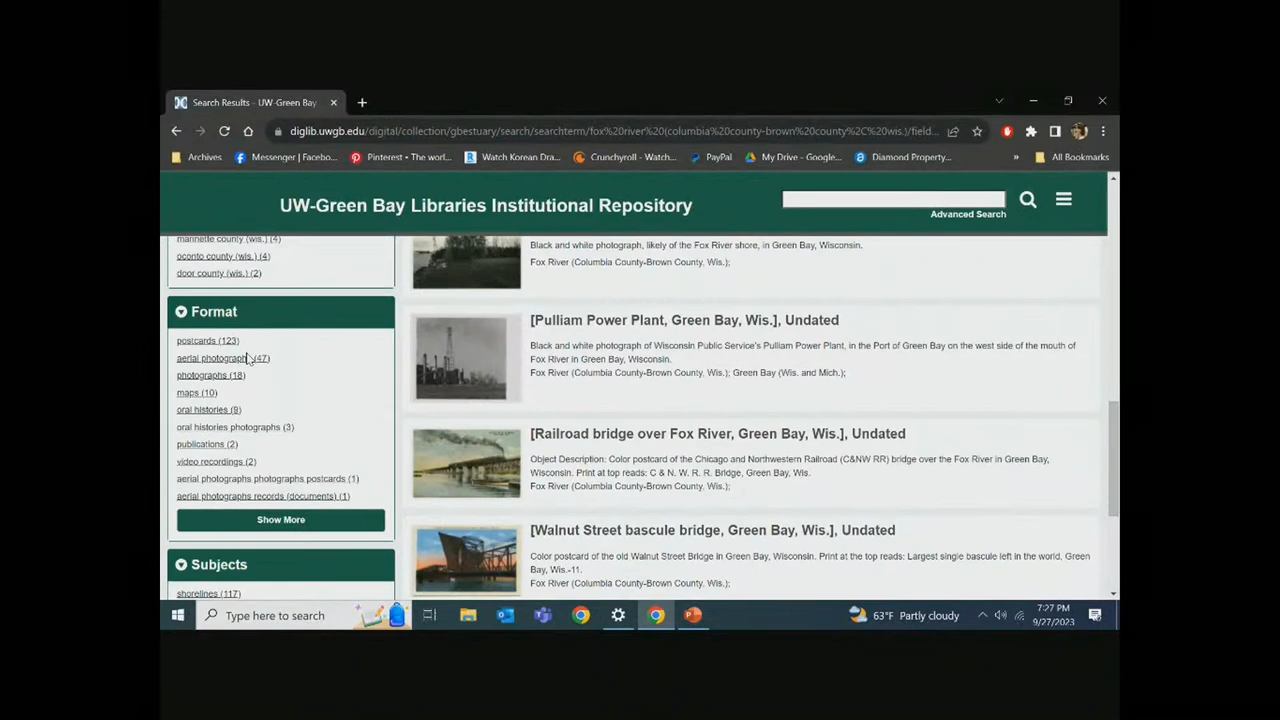 Search Results - UW-Green Bay
diglib.uwgb.edu/digital/collection/gbestuary/search/searchterm/fox%20river%20(columbia%20county-brown%20county%2C%20wis.)/field...
Archives
Messenger | Faceb...
Pinterest • The worl...
Watch Korean Dra...
Crunchyroll - Watch...
PayPal
My Drive - Google...
Diamond Property...
»
All Bookmarks
UW-Green Bay Libraries Institutional Repository
Advanced Search
marinette county (wis.) (4)
oconto county (wis.) (4)
door county (wis.) (2)
Format
postcards (123)
aerial photograph (47)
photographs (18)
maps (10)
oral histories (9)
oral histories photographs (3)
publications (2)
video recordings (2)
aerial photographs photographs postcards (1)
aerial photographs records (documents) (1)
Show More
Subjects
shorelines (117)
Black and white photograph, likely of the Fox River shore, in Green Bay, Wisconsin.
Fox River (Columbia County-Brown County, Wis.);
[Pulliam Power Plant, Green Bay, Wis.], Undated
Black and white photograph of Wisconsin Public Service's Pulliam Power Plant, in the Port of Green Bay on the west side of the mouth of
Fox River in Green Bay, Wisconsin.
Fox River (Columbia County-Brown County, Wis.); Green Bay (Wis. and Mich.);
[Railroad bridge over Fox River, Green Bay, Wis.], Undated
Object Description: Color postcard of the Chicago and Northwestern Railroad (C&NW RR) bridge over the Fox River in Green Bay,
Wisconsin. Print at top reads: C & N. W. R. R. Bridge, Green Bay, Wis.
Fox River (Columbia County-Brown County, Wis.);
[Walnut Street bascule bridge, Green Bay, Wis.], Undated
Color postcard of the old Walnut Street Bridge in Green Bay, Wisconsin. Print at the top reads: Largest single bascule left in the world, Green
Bay, Wis.-11.
Fox River (Columbia County-Brown County, Wis.);
Type here to search
63°F Partly cloudy
7:27 PM
9/27/2023